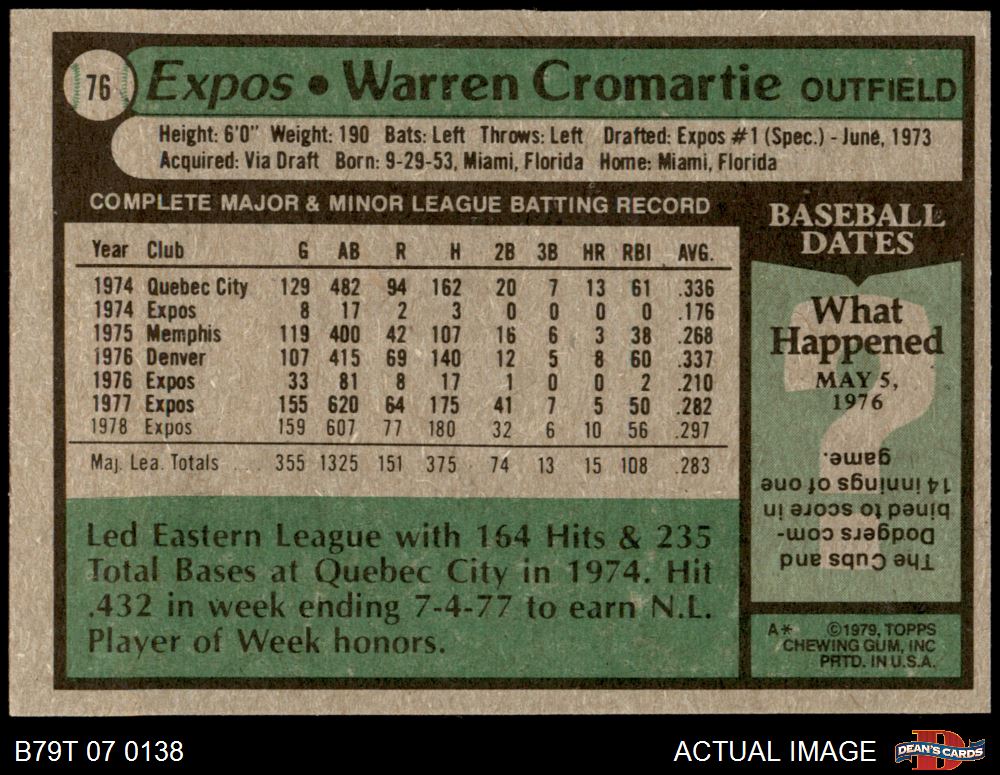 76
Expos • Warren Cromartie OUTFIELD
Height: 6'0" Weight: 190 Bats: Left Throws: Left Drafted: Expos #1 (Spec.) - June, 1973
Acquired: Via Draft Born: 9-29-53, Miami, Florida Home: Miami, Florida
COMPLETE MAJOR & MINOR LEAGUE BATTING RECORD
Year Club G AB R H 2B 3B HR RBI AVG.
1974 Quebec City 129 482 94 162 20 7 13 61 .336
1974 Expos 8 17 2 3 0 0 0 0 .176
1975 Memphis 119 400 42 107 16 6 3 38 .268
1976 Denver 107 415 69 140 12 5 8 60 .337
1976 Expos 33 81 8 17 1 0 0 2 .210
1977 Expos 155 620 64 175 41 7 5 50 .282
1978 Expos 159 607 77 180 32 6 10 56 .297
Maj. Lea. Totals .... 355 1325 151 375 74 13 15 108 .283
Led Eastern League with 164 Hits & 235
Total Bases at Quebec City in 1974. Hit
.432 in week ending 7-4-77 to earn N.L.
Player of Week honors.
BASEBALL
DATES
What
Happened
MAY 5,
1976
The Cubs and
Dodgers com-
bined to score in
14 innings of one
game.
A* ©1979, TOPPS
CHEWING GUM, INC
PRTD. IN U.S.A.
B79T 07 0138
ACTUAL IMAGE
DEAN'S CARDS